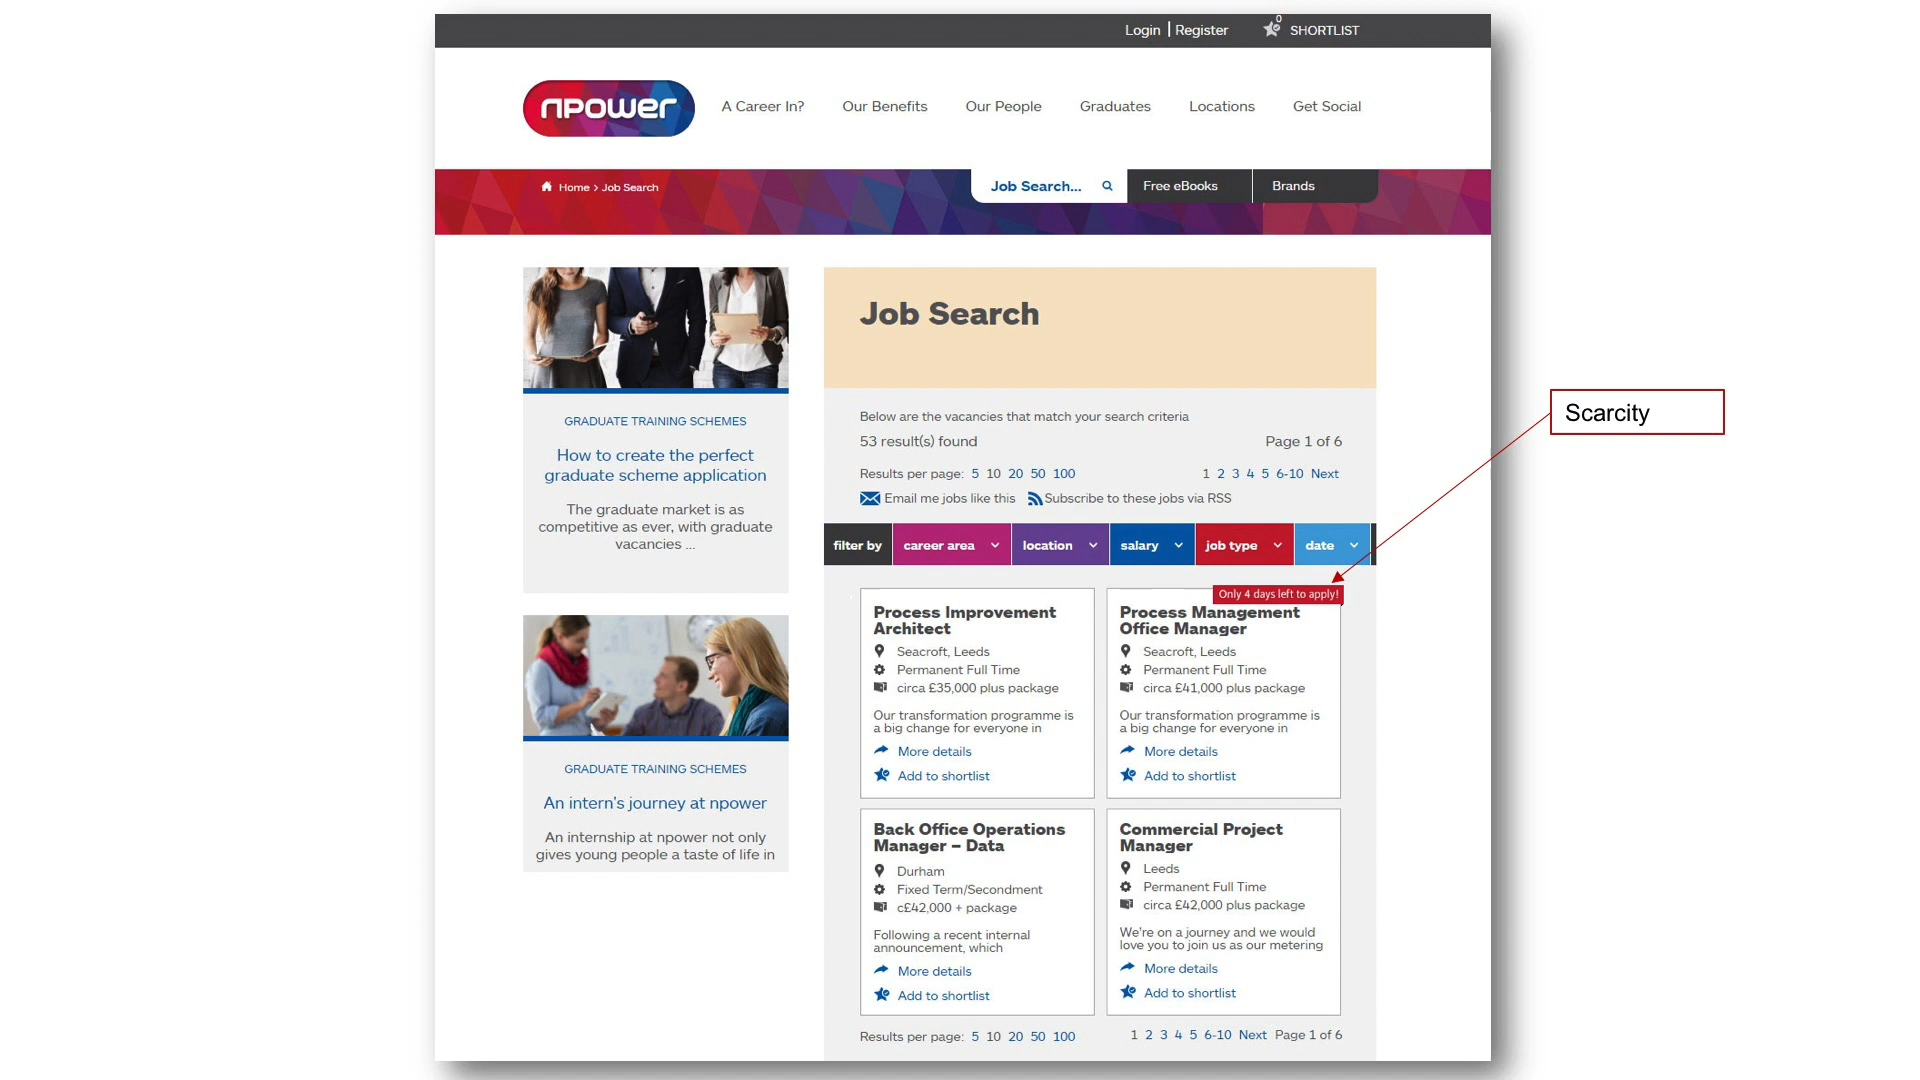 Login | Register
0
SHORTLIST
npower
A Career In?
Our Benefits
Our People
Graduates
Locations
Get Social
Home > Job Search
Job Search...
Free eBooks
Brands
GRADUATE TRAINING SCHEMES
How to create the perfect
graduate scheme application
The graduate market is as
competitive as ever, with graduate
vacancies ...
GRADUATE TRAINING SCHEMES
An intern's journey at npower
An internship at npower not only
gives young people a taste of life in
Job Search
Below are the vacancies that match your search criteria
53 result(s) found
Page 1 of 6
Results per page: 5 10 20 50 100
1 2 3 4 5 6-10 Next
Email me jobs like this
Subscribe to these jobs via RSS
filter by
career area
location
salary
job type
date
Process Improvement
Architect
Seacroft, Leeds
Permanent Full Time
circa £35,000 plus package
Our transformation programme is
a big change for everyone in
More details
Add to shortlist
Only 4 days left to apply!
Process Management
Office Manager
Seacroft, Leeds
Permanent Full Time
circa £41,000 plus package
Our transformation programme is
a big change for everyone in
More details
Add to shortlist
Back Office Operations
Manager – Data
Durham
Fixed Term/Secondment
c£42,000 + package
Following a recent internal
announcement, which
More details
Add to shortlist
Commercial Project
Manager
Leeds
Permanent Full Time
circa £42,000 plus package
We're on a journey and we would
love you to join us as our metering
More details
Add to shortlist
Results per page: 5 10 20 50 100
1 2 3 4 5 6-10 Next Page 1 of 6
Scarcity